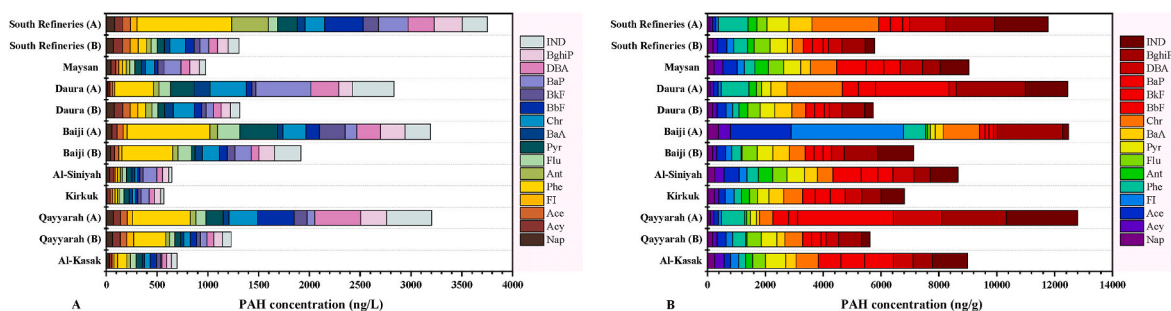 South Refineries (A)
South Refineries (B)
Maysan
Daura (A)
Daura (B)
Baiji (A)
Baiji (B)
Al-Siniyah
Kirkuk
Qayyarah (A)
Qayyarah (B)
Al-Kasak
0 500 1000 1500 2000 2500 3000 3500 4000
A PAH concentration (ng/L)
IND
BghiP
DBA
BaP
BkF
BbF
Chr
BaA
Pyr
Flu
Ant
Phe
FI
Ace
Acy
Nap
South Refineries (A)
South Refineries (B)
Maysan
Daura (A)
Daura (B)
Baiji (A)
Baiji (B)
Al-Siniyah
Kirkuk
Qayyarah (A)
Qayyarah (B)
Al-Kasak
0 2000 4000 6000 8000 10000 12000 14000
B PAH concentration (ng/g)
IND
BghiP
DBA
BaP
BkF
BbF
Chr
BaA
Pyr
Flu
Ant
Phe
FI
Ace
Acy
Nap